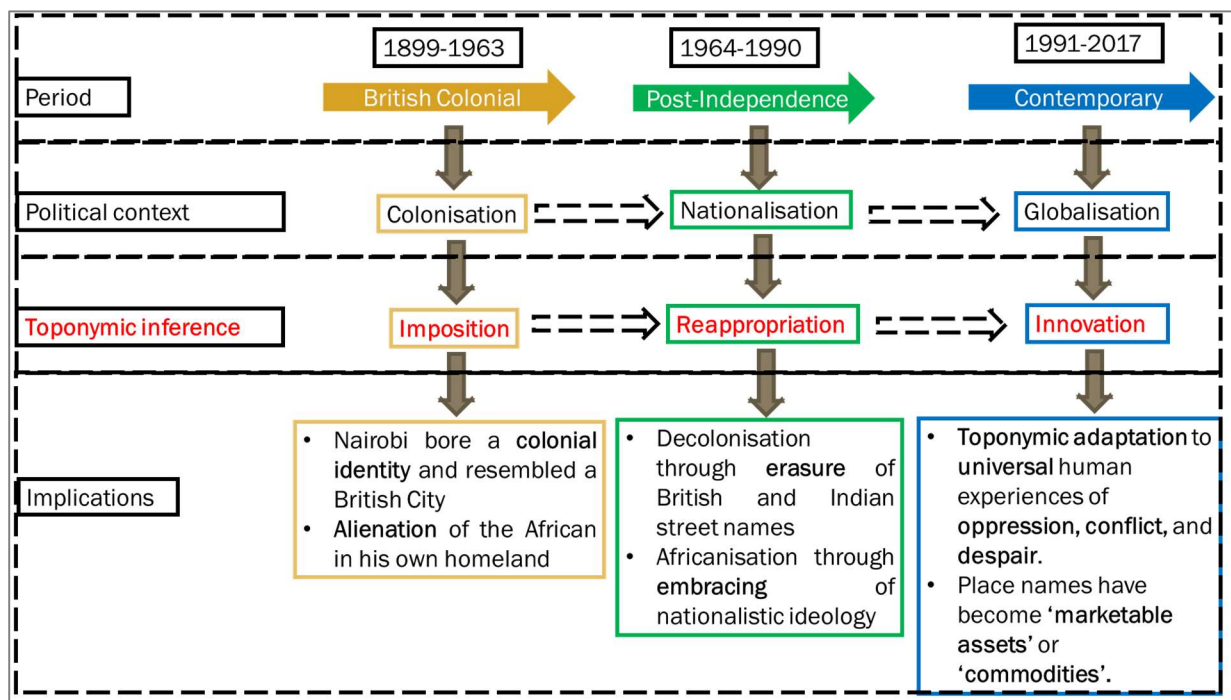 1899-1963
1964-1990
1991-2017
Period
British Colonial
Post-Independence
Contemporary
Political context
Colonisation
Nationalisation
Globalisation
Toponymic inference
Imposition
Reappropriation
Innovation
Implications
• Nairobi bore a colonial
identity and resembled a
British City
• Alienation of the African
in his own homeland
• Decolonisation
through erasure of
British and Indian
street names
• Africanisation through
embracing of
nationalistic ideology
• Toponymic adaptation to
universal human
experiences of
oppression, conflict, and
despair.
• Place names have
become ‘marketable
assets’ or
‘commodities’.